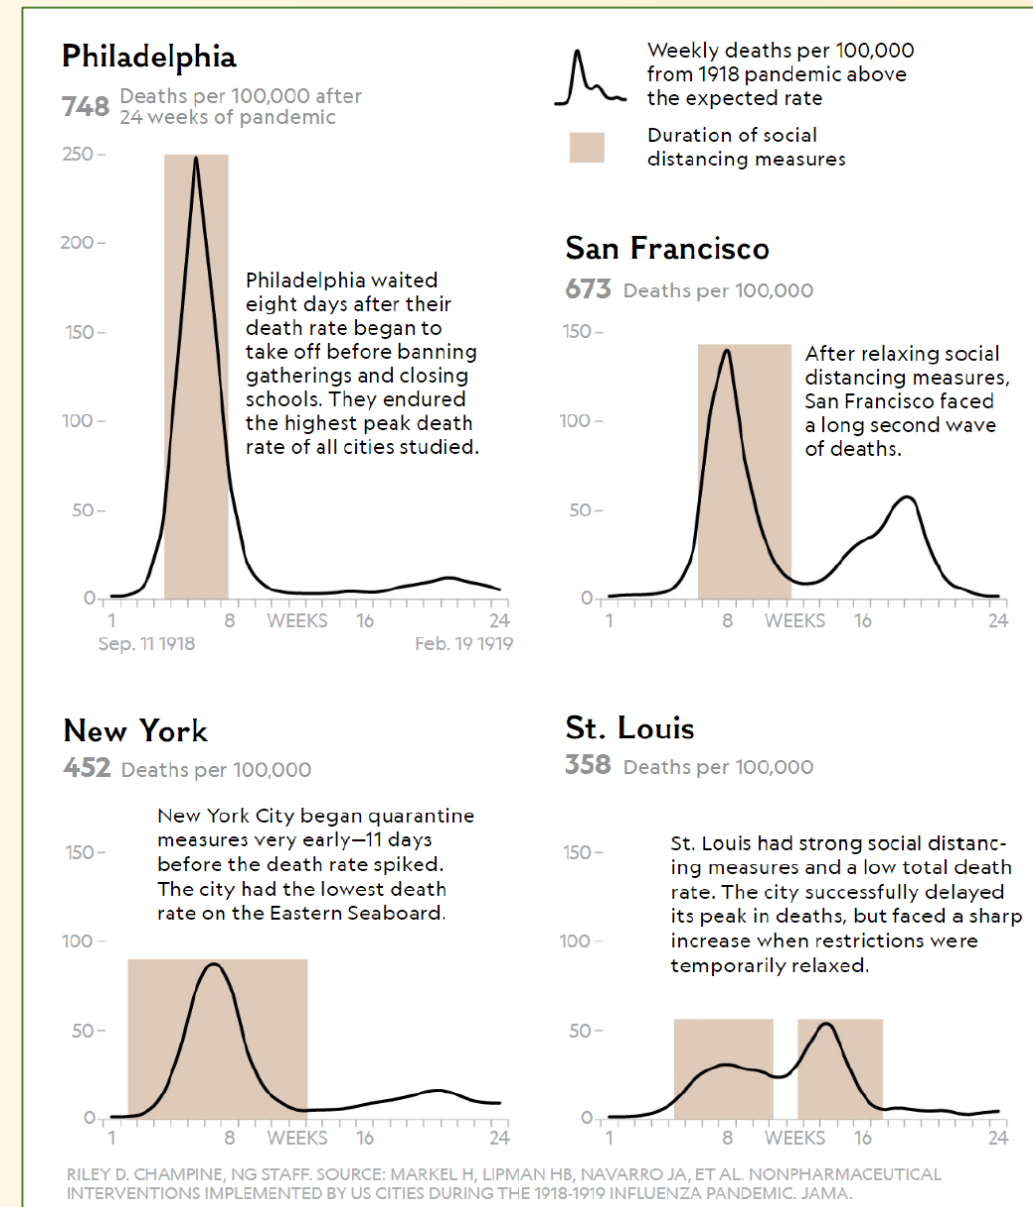 Philadelphia
748 Deaths per 100,000 after
24 weeks of pandemic
250
200
150
100
50
0
1 8 WEEKS 16 24
Sep. 11 1918 Feb. 19 1919
Philadelphia waited
eight days after their
death rate began to
take off before banning
gatherings and closing
schools. They endured
the highest peak death
rate of all cities studied.
Weekly deaths per 100,000
from 1918 pandemic above
the expected rate
Duration of social
distancing measures
San Francisco
673 Deaths per 100,000
150
100
50
0
1 8 WEEKS 16 24
After relaxing social
distancing measures,
San Francisco faced
a long second wave
of deaths.
New York
452 Deaths per 100,000
New York City began quarantine
measures very early—11 days
before the death rate spiked.
The city had the lowest death
rate on the Eastern Seaboard.
150
100
50
0
1 8 WEEKS 16 24
St. Louis
358 Deaths per 100,000
St. Louis had strong social distanc-
ing measures and a low total death
rate. The city successfully delayed
its peak in deaths, but faced a sharp
increase when restrictions were
temporarily relaxed.
150
100
50
0
1 8 WEEKS 16 24
RILEY D. CHAMPINE, NG STAFF. SOURCE: MARKEL H, LIPMAN HB, NAVARRO JA, ET AL. NONPHARMACEUTICAL
INTERVENTIONS IMPLEMENTED BY US CITIES DURING THE 1918-1919 INFLUENZA PANDEMIC. JAMA.